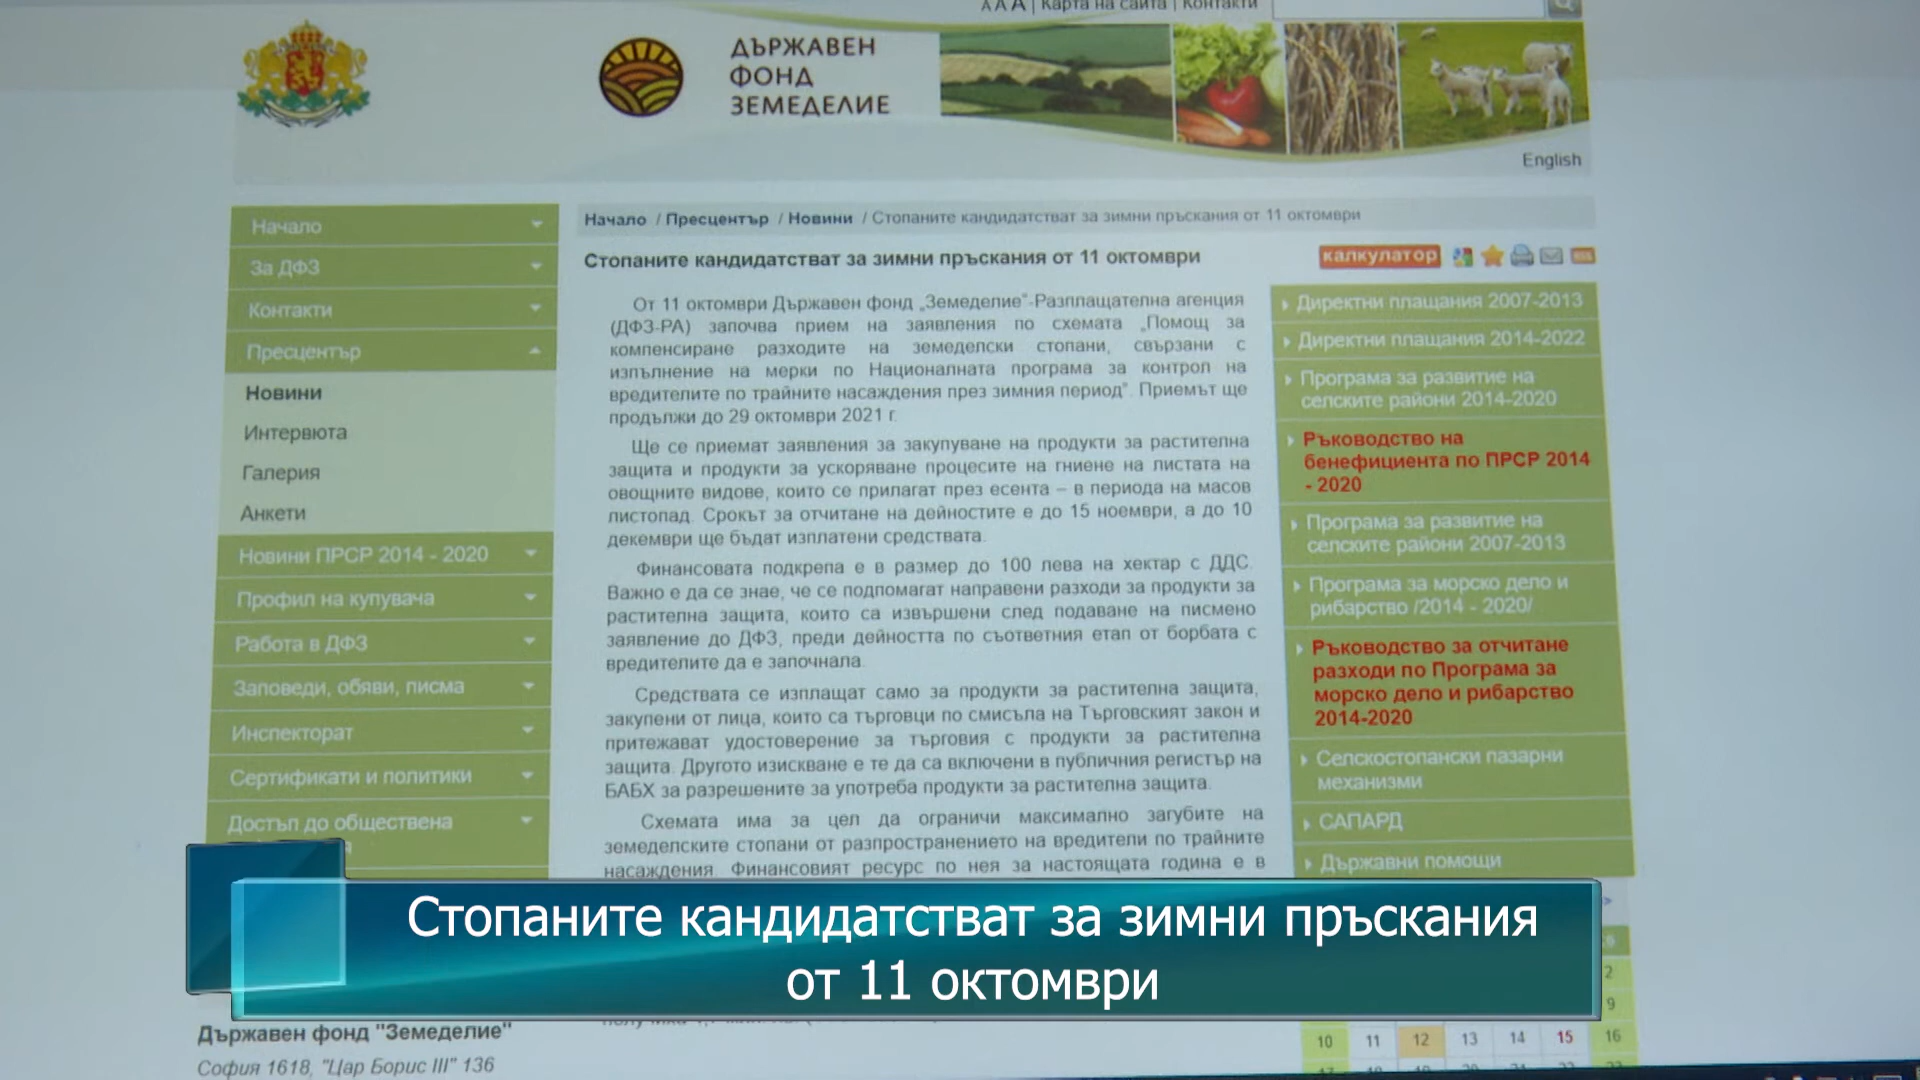 А А А | Карта на сайта | Контакти
ДЪРЖАВЕН
ФОНД
ЗЕМЕДЕЛИЕ
English
Начало
За ДФЗ
Контакти
Пресцентър
Новини
Интервюта
Галерия
Анкети
Новини ПРСР 2014 - 2020
Профил на купувача
Работа в ДФЗ
Заповеди, обяви, писма
Инспекторат
Сертификати и политики
Достъп до обществена
Начало / Пресцентър / Новини / Стопаните кандидатстват за зимни пръскания от 11 октомври
Стопаните кандидатстват за зимни пръскания от 11 октомври
калкулатор
От 11 октомври Държавен фонд „Земеделие“-Разплащателна агенция
(ДФЗ-РА) започва прием на заявления по схемата „Помощ за
компенсиране разходите на земеделски стопани, свързани с
изпълнение на мерки по Националната програма за контрол на
вредителите по трайните насаждения през зимния период“. Приемът ще
продължи до 29 октомври 2021 г.
Ще се приемат заявления за закупуване на продукти за растителна
защита и продукти за ускоряване процесите на гниене на листата на
овощните видове, които се прилагат през есента – в периода на масов
листопад. Срокът за отчитане на дейностите е до 15 ноември, а до 10
декември ще бъдат изплатени средствата.
Финансовата подкрепа е в размер до 100 лева на хектар с ДДС.
Важно е да се знае, че се подпомагат направени разходи за продукти за
растителна защита, които са извършени след подаване на писмено
заявление до ДФЗ, преди дейността по съответния етап от борбата с
вредителите да е започнала.
Средствата се изплащат само за продукти за растителна защита,
закупени от лица, които са търговци по смисъла на Търговският закон и
притежават удостоверение за търговия с продукти за растителна
защита. Другото изискване е те да са включени в публичния регистър на
БАБХ за разрешените за употреба продукти за растителна защита.
Схемата има за цел да ограничи максимално загубите на
земеделските стопани от разпространението на вредители по трайните
насаждения. Финансовият ресурс по нея за настоящата година е в
Директни плащания 2007-2013
Директни плащания 2014-2022
Програма за развитие на
селските райони 2014-2020
Ръководство на
бенефициента по ПРСР 2014
- 2020
Програма за развитие на
селските райони 2007-2013
Програма за морско дело и
рибарство /2014 - 2020/
Ръководство за отчитане
разходи по Програма за
морско дело и рибарство
2014-2020
Селскостопански пазарни
механизми
САПАРД
Държавни помощи
2
9
10 11 12 13 14 15 16
Стопаните кандидатстват за зимни пръскания
от 11 октомври
Държавен фонд "Земеделие"
София 1618, "Цар Борис III" 136